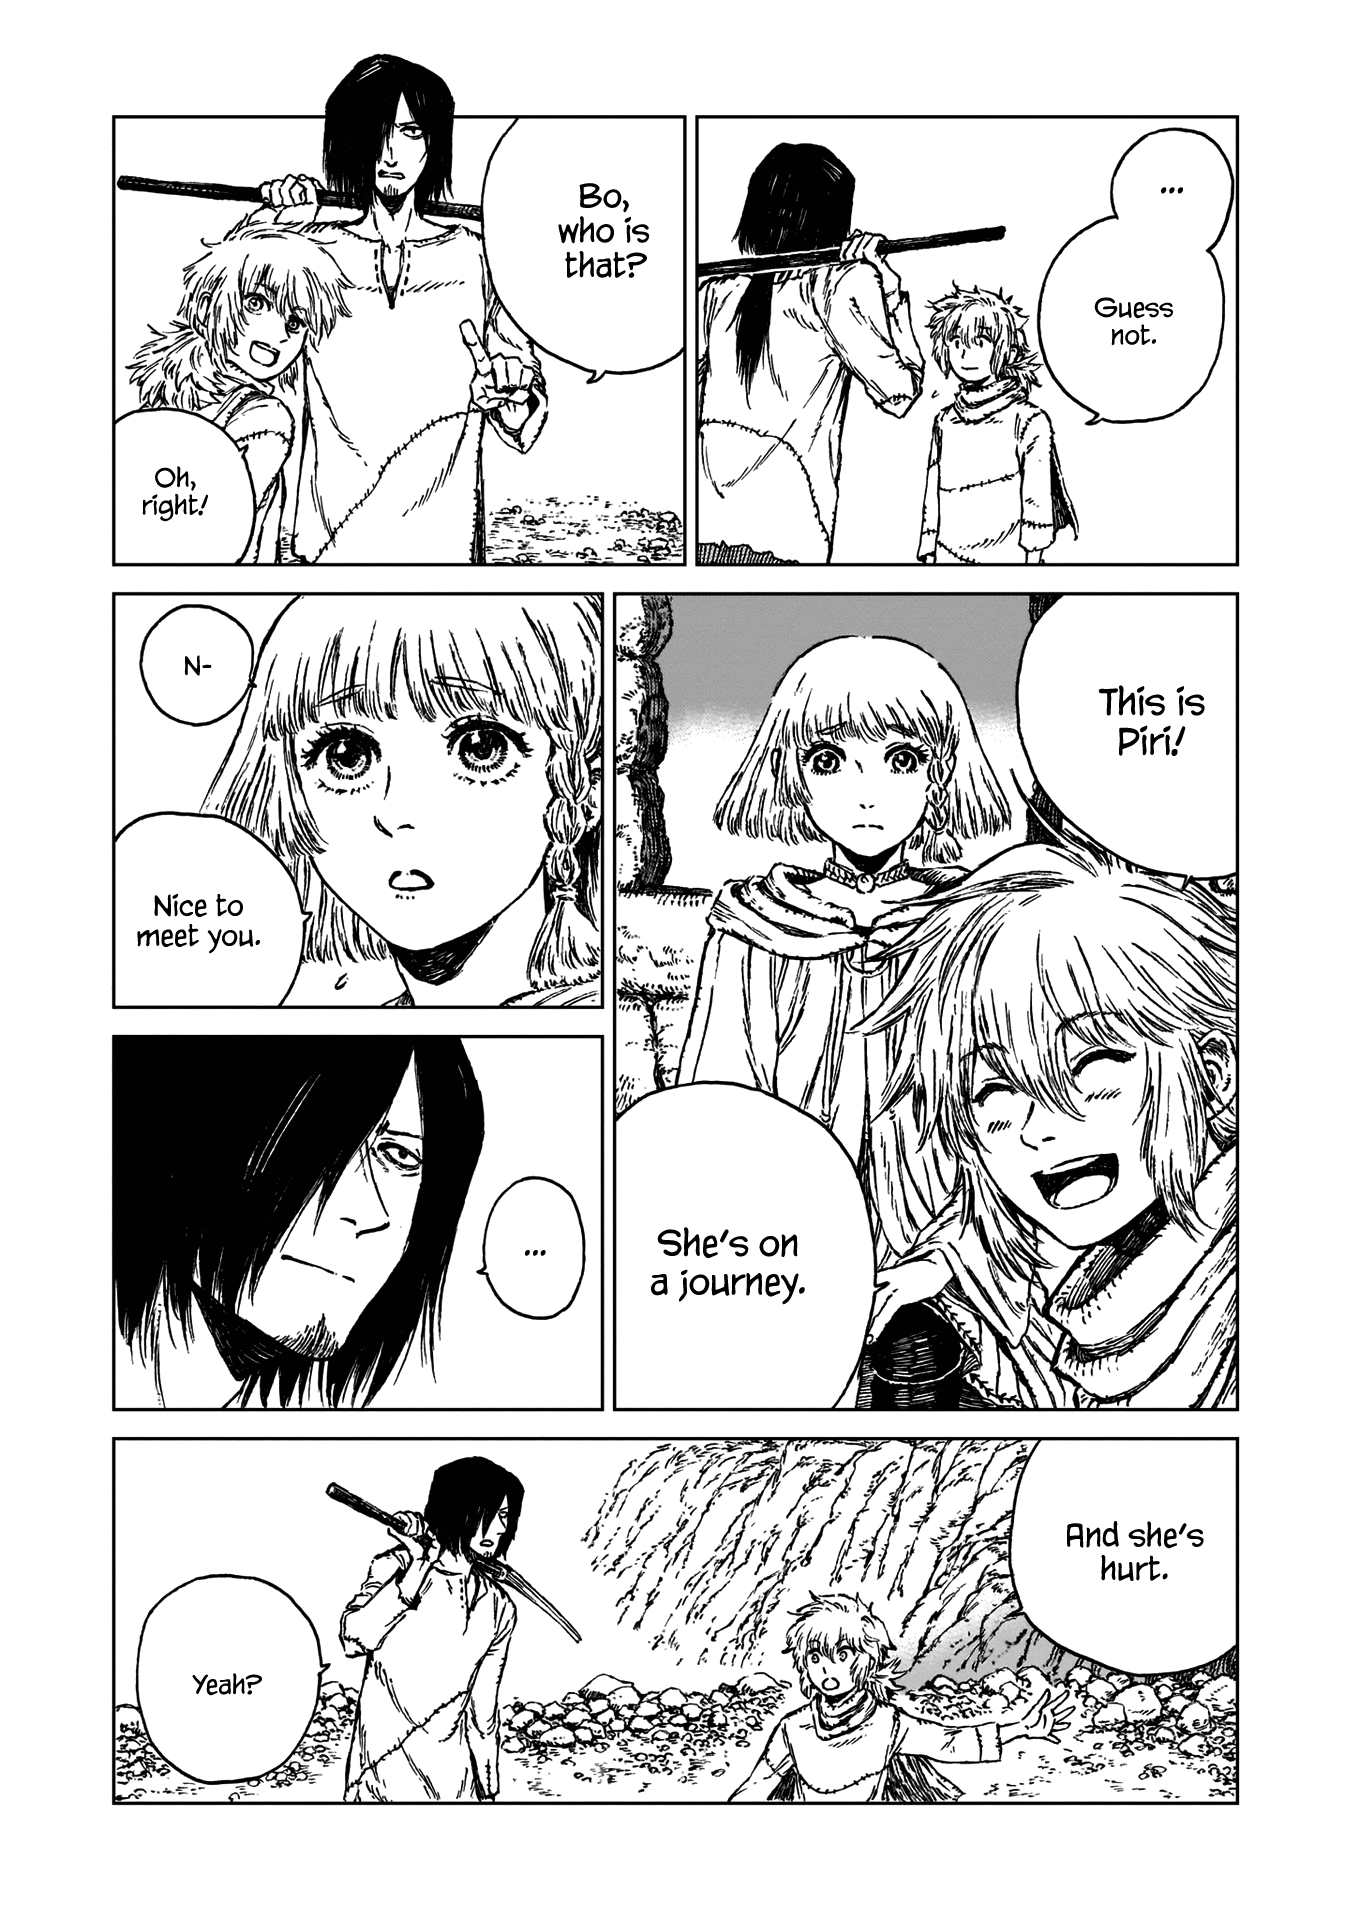 ...
Guess
not.
Bo,
who is
that?
Oh,
right!
This is
Piri!
She's on
a journey.
N-
Nice to
meet you.
...
And she's
hurt.
Yeah?